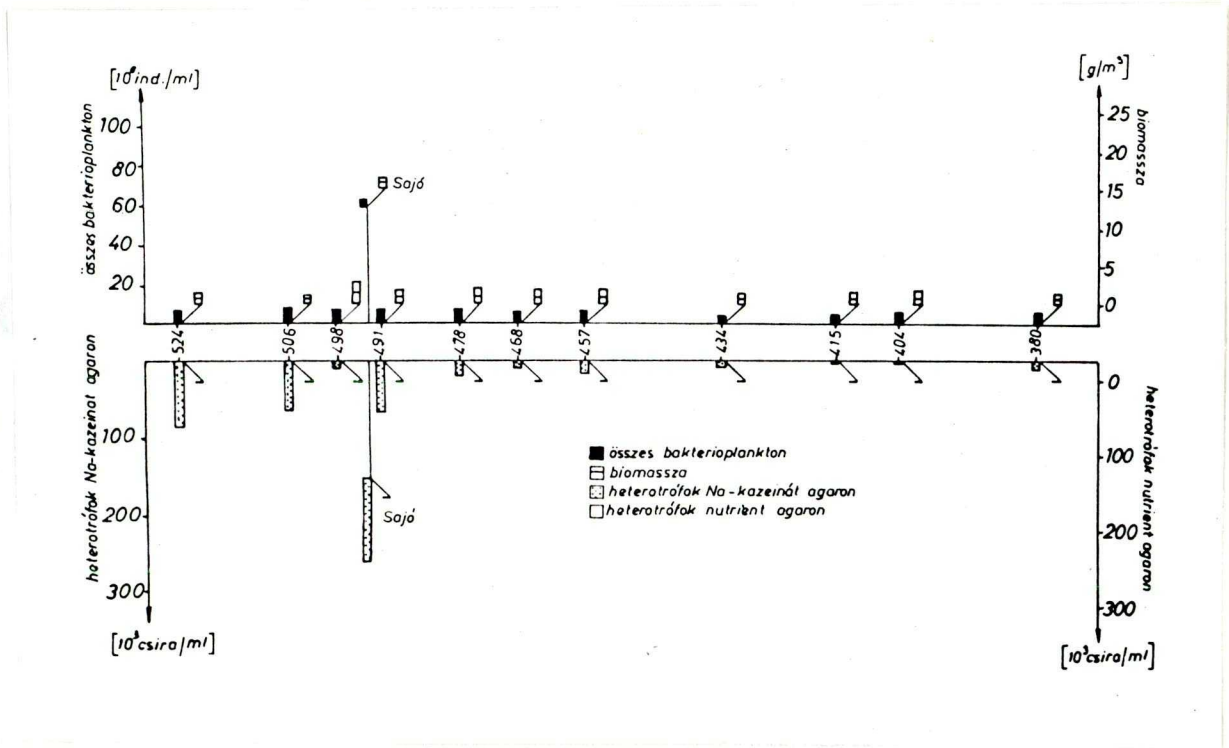 [10⁶ind./ml]
[g/m³]
összes bakterioplankton
100
80
60
40
20
biomassza
25
20
15
10
5
0
Sajó
524
506
498
491
478
468
457
434
415
404
380
heterotrófok Na-kazeinat agaron
100
200
300
heterotrófok nutrient agaron
0
100
200
300
Sajó
összes bakterioplankton
biomassza
heterotrófok Na-kazeinát agaron
heterotrófok nutrient agaron
[10³csira/ml]
[10³csira/ml]